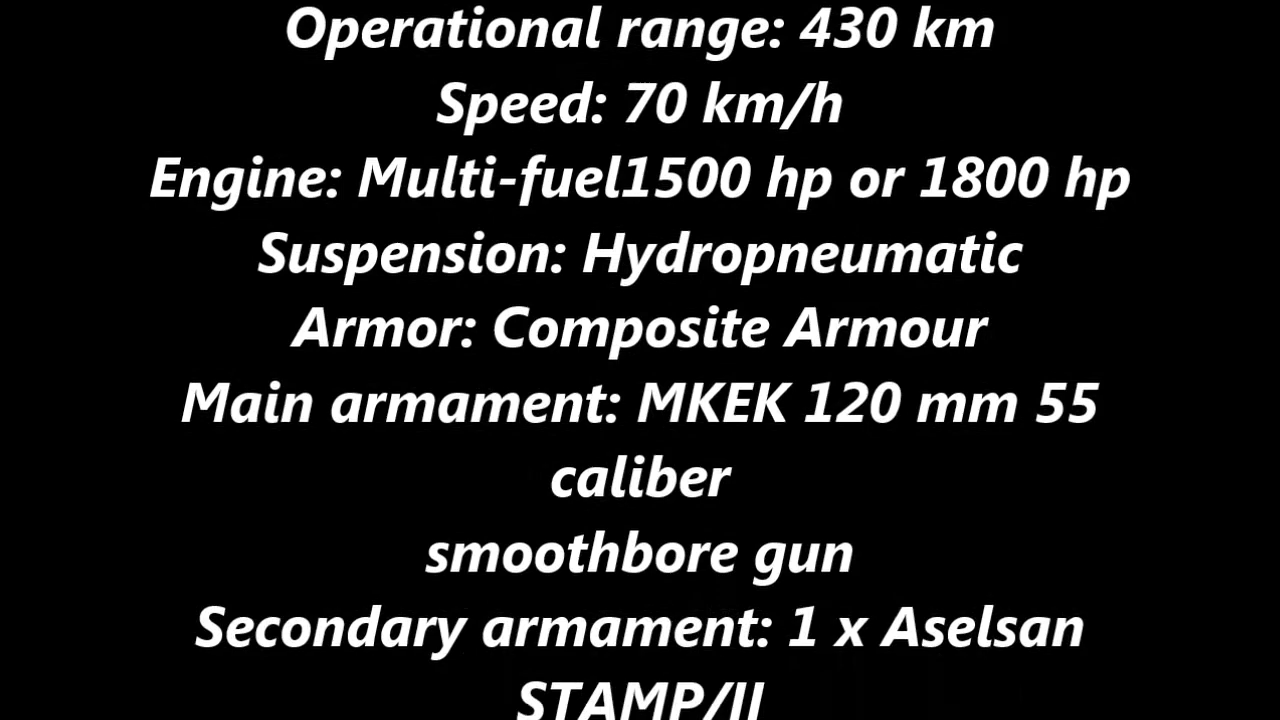 Operational range: 430 km
Speed: 70 km/h
Engine: Multi-fuel1500 hp or 1800 hp
Suspension: Hydropneumatic
Armor: Composite Armour
Main armament: MKEK 120 mm 55
caliber
smoothbore gun
Secondary armament: 1 x Aselsan
STAMP/II